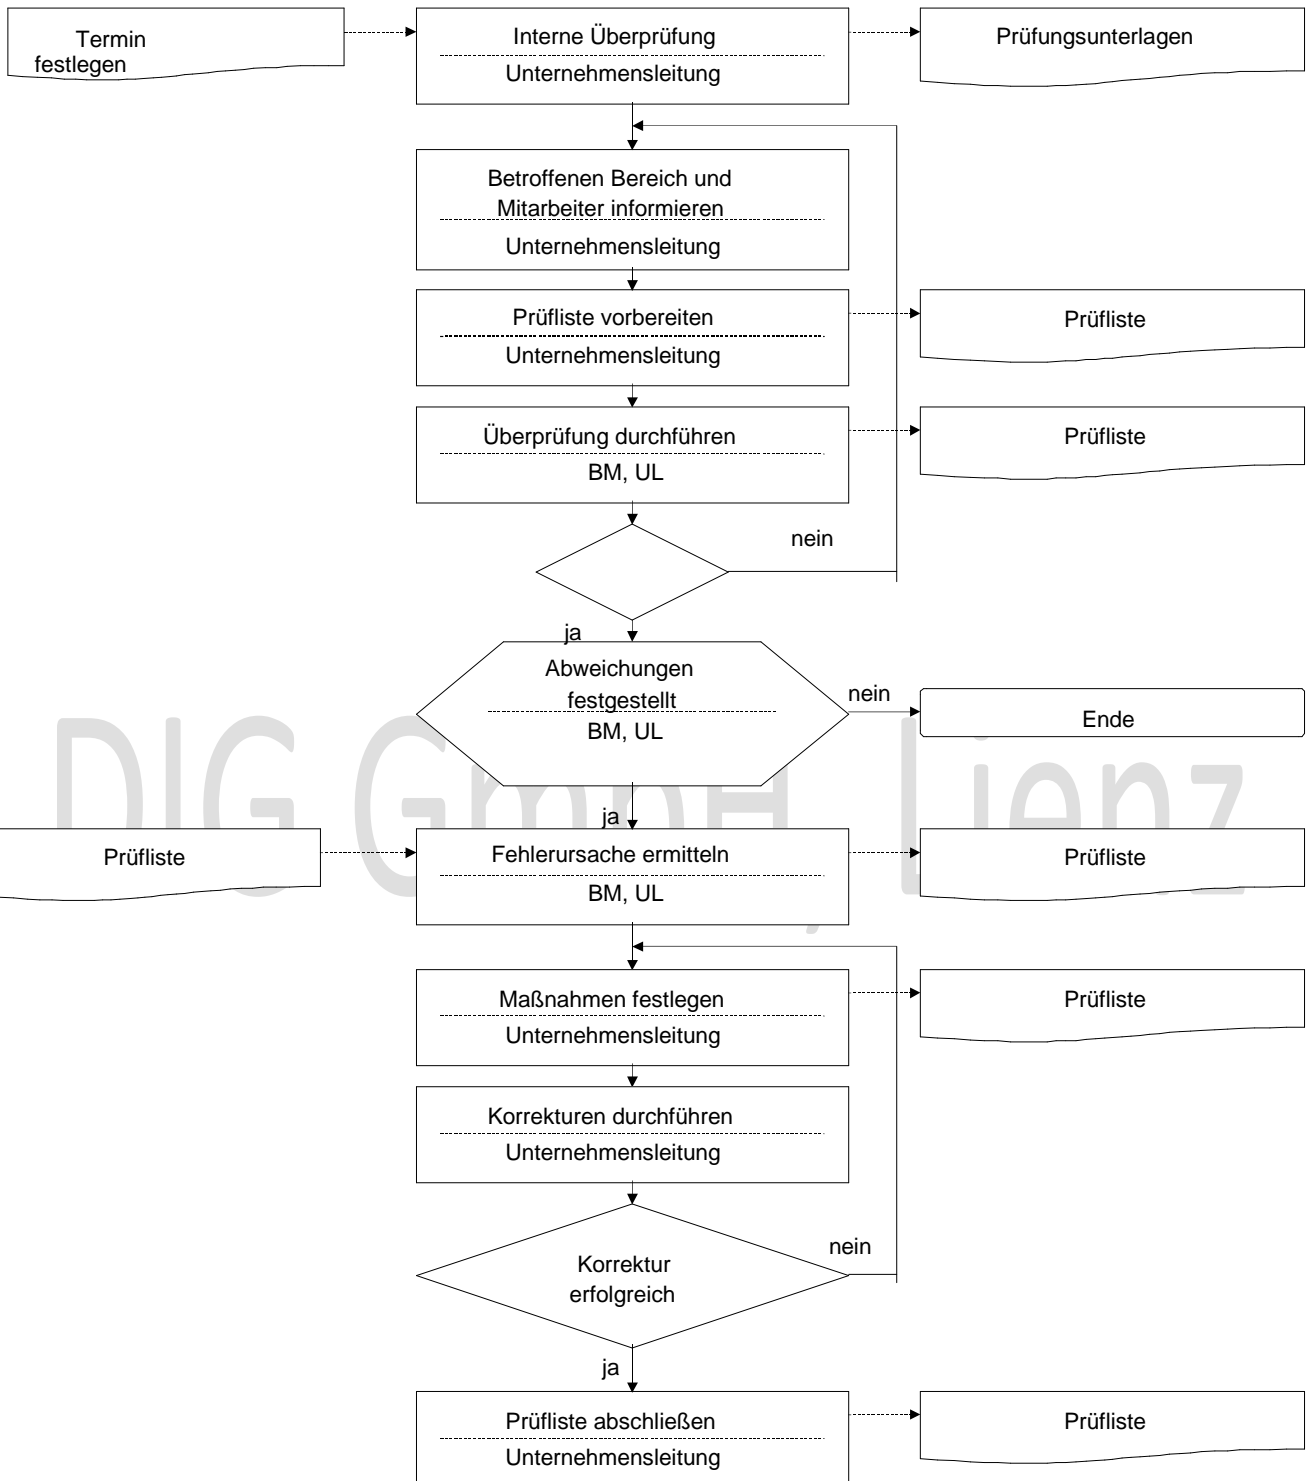 Termin
festlegen
Interne Überprüfung
Unternehmensleitung
Prüfungsunterlagen
Betroffenen Bereich und
Mitarbeiter informieren
Unternehmensleitung
Prüfliste vorbereiten
Unternehmensleitung
Prüfliste
Überprüfung durchführen
BM, UL
Prüfliste
nein
ja
Abweichungen
festgestellt
BM, UL
nein
Ende
DIG GmbH, Lienz
ja
Prüfliste
Fehlerursache ermitteln
BM, UL
Prüfliste
Maßnahmen festlegen
Unternehmensleitung
Prüfliste
Korrekturen durchführen
Unternehmensleitung
Korrektur
erfolgreich
nein
ja
Prüfliste abschließen
Unternehmensleitung
Prüfliste